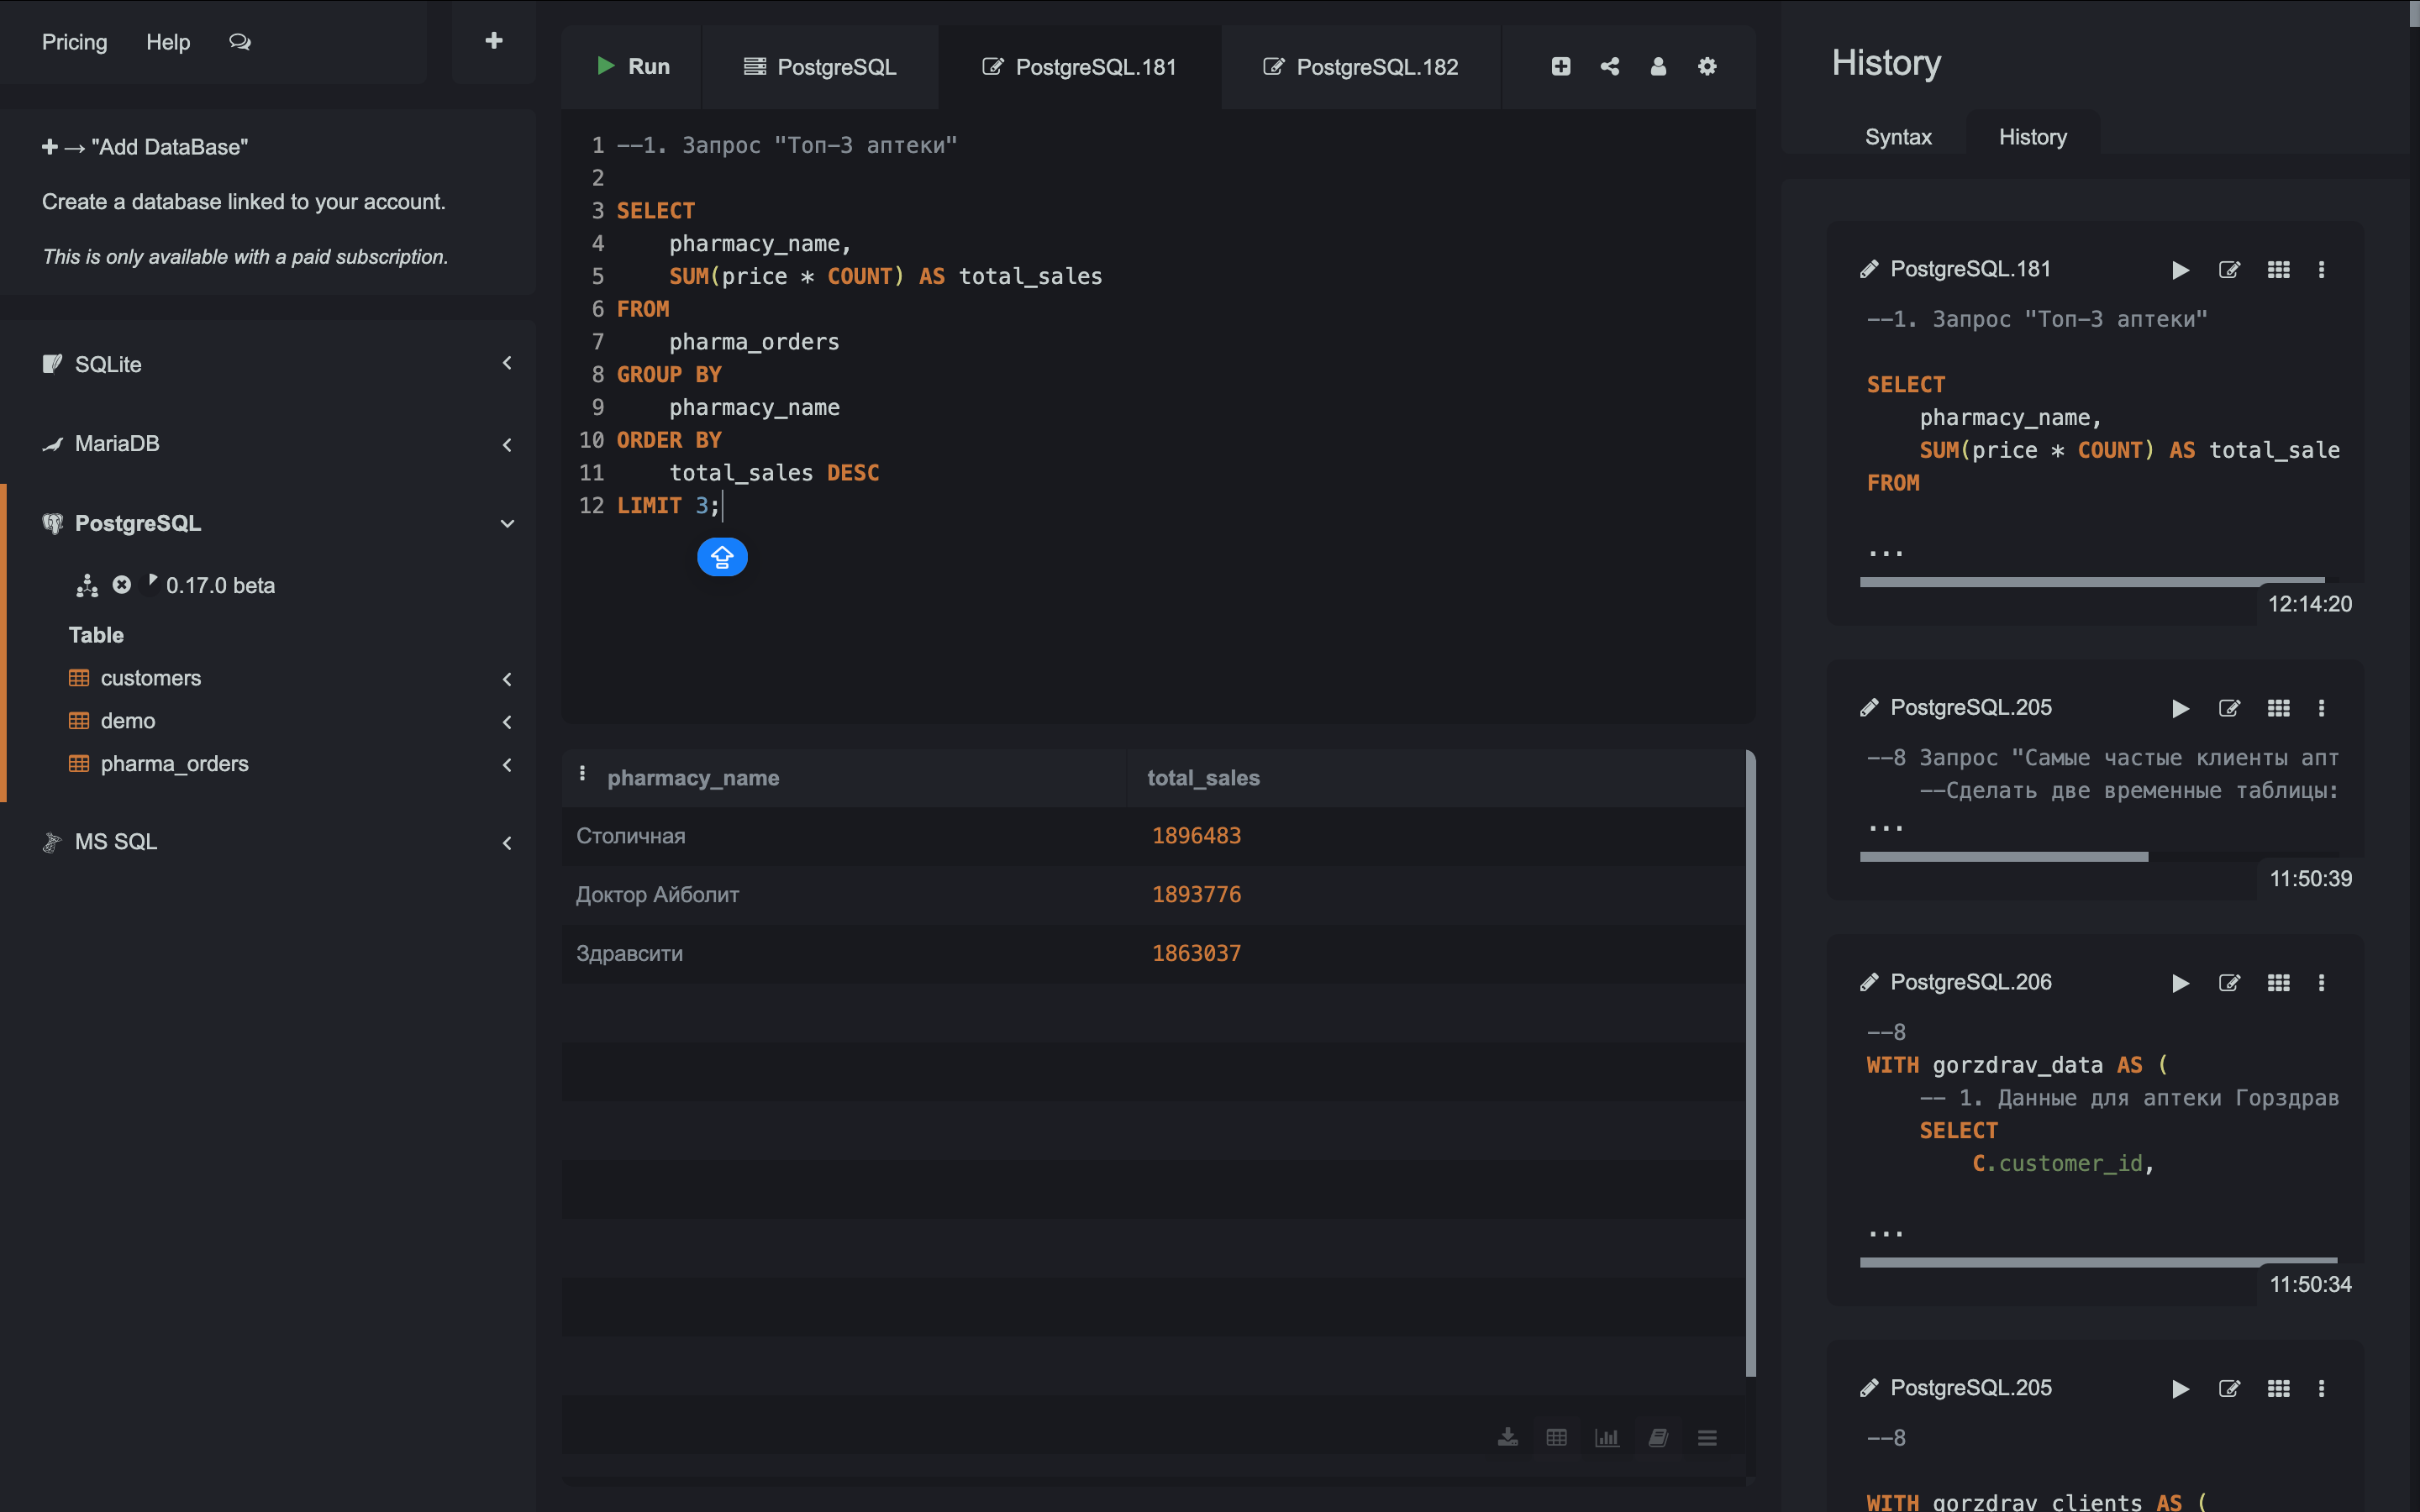 Pricing Help
"Add DataBase"
Create a database linked to your account.
This is only available with a paid subscription.
SQLite
MariaDB
PostgreSQL
0.17.0 beta
Table
customers
demo
pharma_orders
MS SQL
Run PostgreSQL PostgreSQL.181 PostgreSQL.182
1 --1. Запрос "Топ-3 аптеки"
2
3 SELECT
4 pharmacy_name,
5 SUM(price * COUNT) AS total_sales
6 FROM
7 pharma_orders
8 GROUP BY
9 pharmacy_name
10 ORDER BY
11 total_sales DESC
12 LIMIT 3;
pharmacy_name total_sales
Столичная 1896483
Доктор Айболит 1893776
Здравсити 1863037
History
Syntax History
PostgreSQL.181
--1. Запрос "Топ-3 аптеки"
SELECT
pharmacy_name,
SUM(price * COUNT) AS total_sale
FROM
...
12:14:20
PostgreSQL.205
--8 Запрос "Самые частые клиенты апт
--Сделать две временные таблицы:
...
11:50:39
PostgreSQL.206
--8
WITH gorzdrav_data AS (
-- 1. Данные для аптеки Горздрав
SELECT
C.customer_id,
...
11:50:34
PostgreSQL.205
--8
WITH gorzdrav_clients AS (